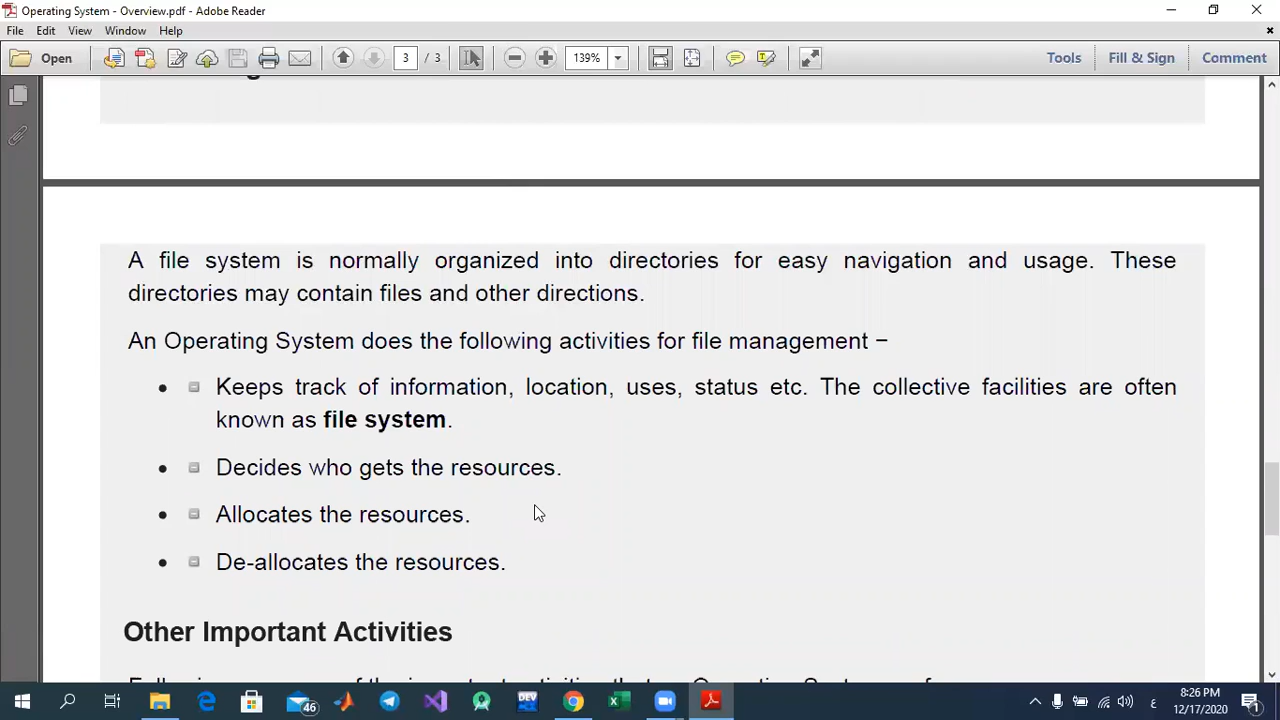 Operating System - Overview.pdf - Adobe Reader
File Edit View Window Help
Open 3 / 3 139% Tools Fill & Sign Comment
A file system is normally organized into directories for easy navigation and usage. These
directories may contain files and other directions.
An Operating System does the following activities for file management −
• Keeps track of information, location, uses, status etc. The collective facilities are often
known as file system.
• Decides who gets the resources.
• Allocates the resources.
• De-allocates the resources.
Other Important Activities
46
DEV
ع
8:26 PM
12/17/2020
1